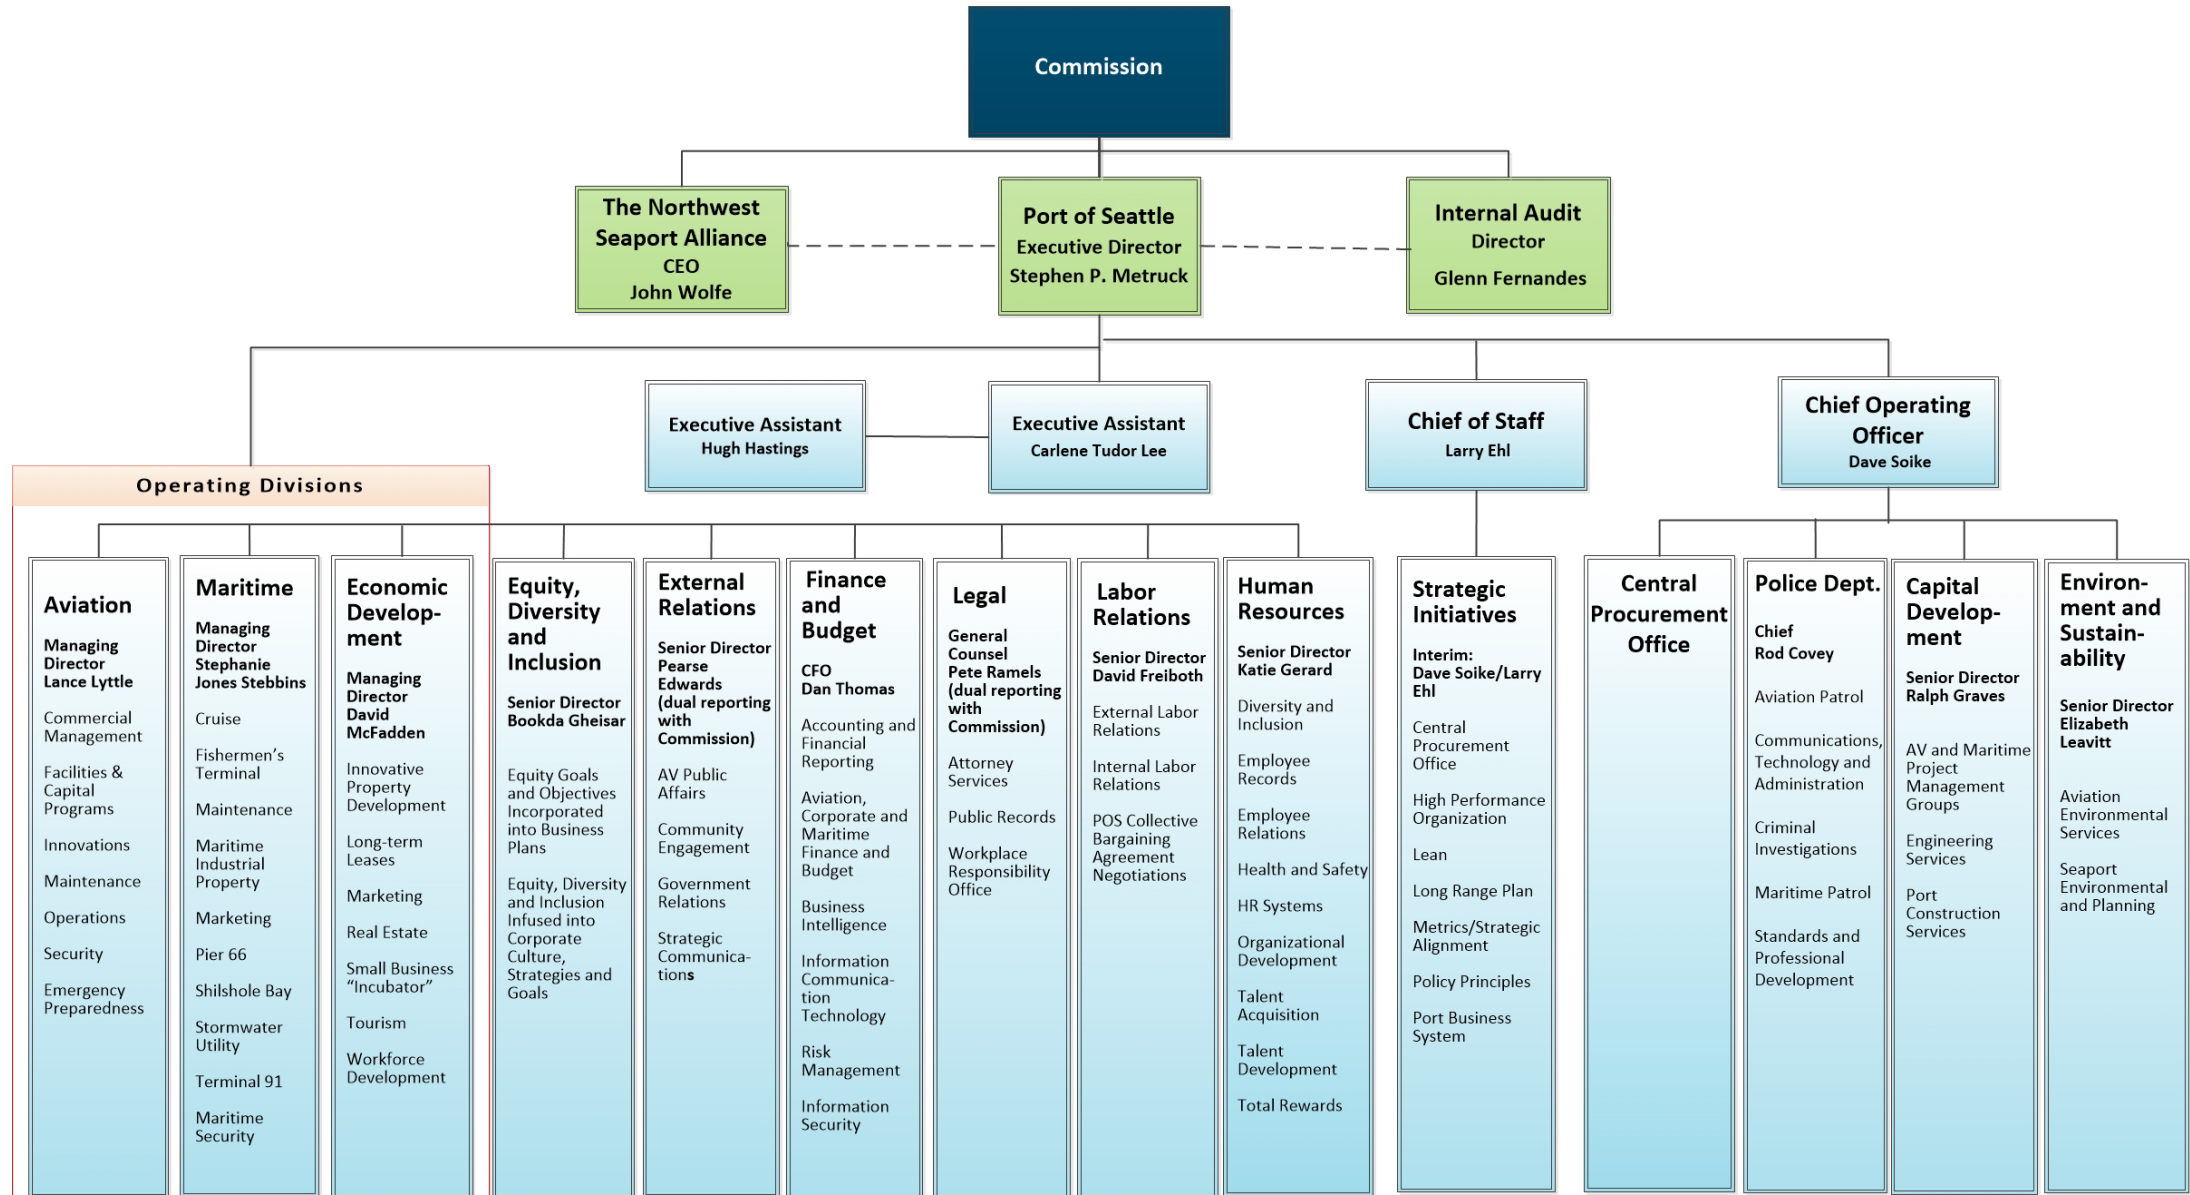 Commission
The Northwest
Seaport Alliance
CEO
John Wolfe
Port of Seattle
Executive Director
Stephen P. Metruck
Internal Audit
Director
Glenn Fernandes
Executive Assistant
Hugh Hastings
Executive Assistant
Carlene Tudor Lee
Chief of Staff
Larry Ehl
Chief Operating
Officer
Dave Soike
Operating Divisions
Aviation
Managing
Director
Lance Lyttle
Commercial
Management
Facilities &
Capital
Programs
Innovations
Maintenance
Operations
Security
Emergency
Preparedness
Maritime
Managing
Director
Stephanie
Jones Stebbins
Cruise
Fishermen’s
Terminal
Maintenance
Maritime
Industrial
Property
Marketing
Pier 66
Shilshole Bay
Stormwater
Utility
Terminal 91
Maritime
Security
Economic
Develop-
ment
Managing
Director
David
McFadden
Innovative
Property
Development
Long-term
Leases
Marketing
Real Estate
Small Business
“Incubator”
Tourism
Workforce
Development
Equity,
Diversity
and
Inclusion
Senior Director
Bookda Gheisar
Equity Goals
and Objectives
Incorporated
into Business
Plans
Equity, Diversity
and Inclusion
Infused into
Corporate
Culture,
Strategies and
Goals
External
Relations
Senior Director
Pearse
Edwards
(dual reporting
with
Commission)
AV Public
Affairs
Community
Engagement
Government
Relations
Strategic
Communica-
tions
Finance
and
Budget
CFO
Dan Thomas
Accounting and
Financial
Reporting
Aviation,
Corporate and
Maritime
Finance and
Budget
Business
Intelligence
Information
Communica-
tion
Technology
Risk
Management
Information
Security
Legal
General
Counsel
Pete Ramels
(dual reporting
with
Commission)
Attorney
Services
Public Records
Workplace
Responsibility
Office
Labor
Relations
Senior Director
David Freiboth
External Labor
Relations
Internal Labor
Relations
POS Collective
Bargaining
Agreement
Negotiations
Human
Resources
Senior Director
Katie Gerard
Diversity and
Inclusion
Employee
Records
Employee
Relations
Health and Safety
HR Systems
Organizational
Development
Talent
Acquisition
Talent
Development
Total Rewards
Strategic
Initiatives
Interim:
Dave Soike/Larry
Ehl
Central
Procurement
Office
High Performance
Organization
Lean
Long Range Plan
Metrics/Strategic
Alignment
Policy Principles
Port Business
System
Central
Procurement
Office
Police Dept.
Chief
Rod Covey
Aviation Patrol
Communications,
Technology and
Administration
Criminal
Investigations
Maritime Patrol
Standards and
Professional
Development
Capital
Develop-
ment
Senior Director
Ralph Graves
AV and Maritime
Project
Management
Groups
Engineering
Services
Port
Construction
Services
Environ-
ment and
Sustain-
ability
Senior Director
Elizabeth
Leavitt
Aviation
Environmental
Services
Seaport
Environmental
and Planning